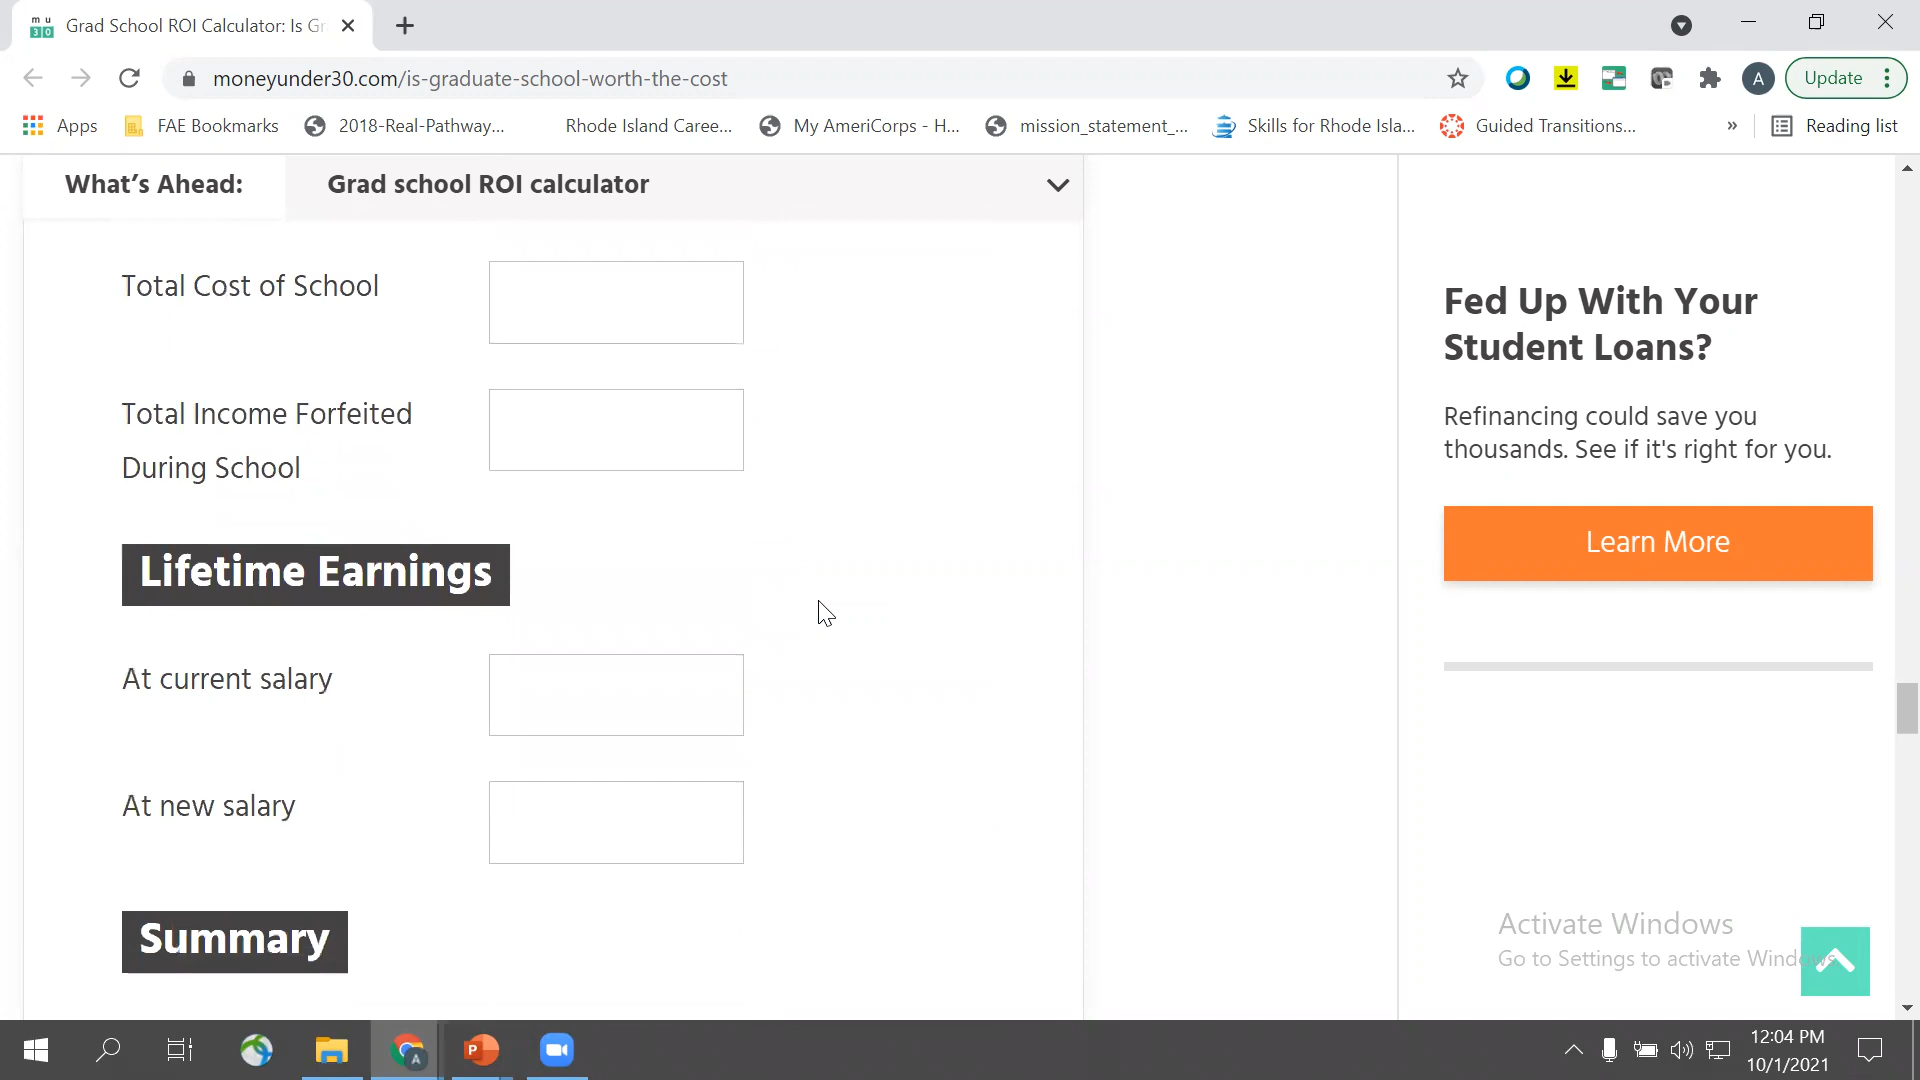 m u
3 0
Grad School ROI Calculator: Is Gr
moneyunder30.com/is-graduate-school-worth-the-cost
A
Update
Apps
FAE Bookmarks
2018-Real-Pathway...
Rhode Island Caree...
My AmeriCorps - H...
mission_statement_...
Skills for Rhode Isla...
Guided Transitions...
»
Reading list
What's Ahead:
Grad school ROI calculator
Total Cost of School
Total Income Forfeited
During School
Lifetime Earnings
At current salary
At new salary
Summary
Fed Up With Your
Student Loans?
Refinancing could save you
thousands. See if it's right for you.
Learn More
Activate Windows
Go to Settings to activate Windows.
A
P
12:04 PM
10/1/2021